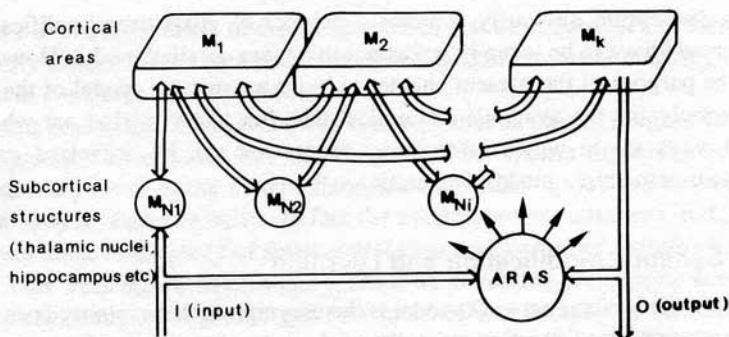 Cortical areas
M1
M2
Mk
Subcortical
structures
(thalamic nuclei,
hippocampus etc)
MN1
MN2
MNi
ARAS
I (input)
O (output)